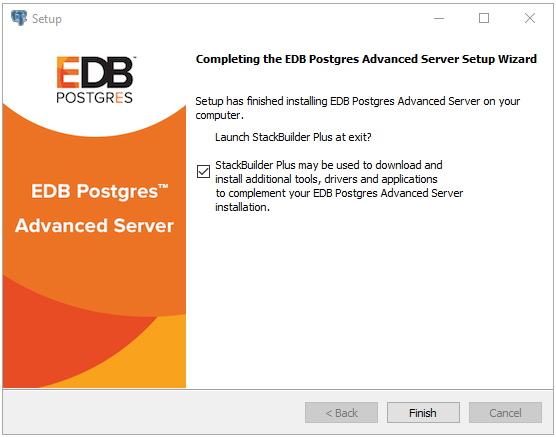 Setup
EDB™
POSTGRES
EDB Postgres™
Advanced Server
Completing the EDB Postgres Advanced Server Setup Wizard
Setup has finished installing EDB Postgres Advanced Server on your
computer.
Launch StackBuilder Plus at exit?
StackBuilder Plus may be used to download and
install additional tools, drivers and applications
to complement your EDB Postgres Advanced Server
installation.
< Back
Finish
Cancel